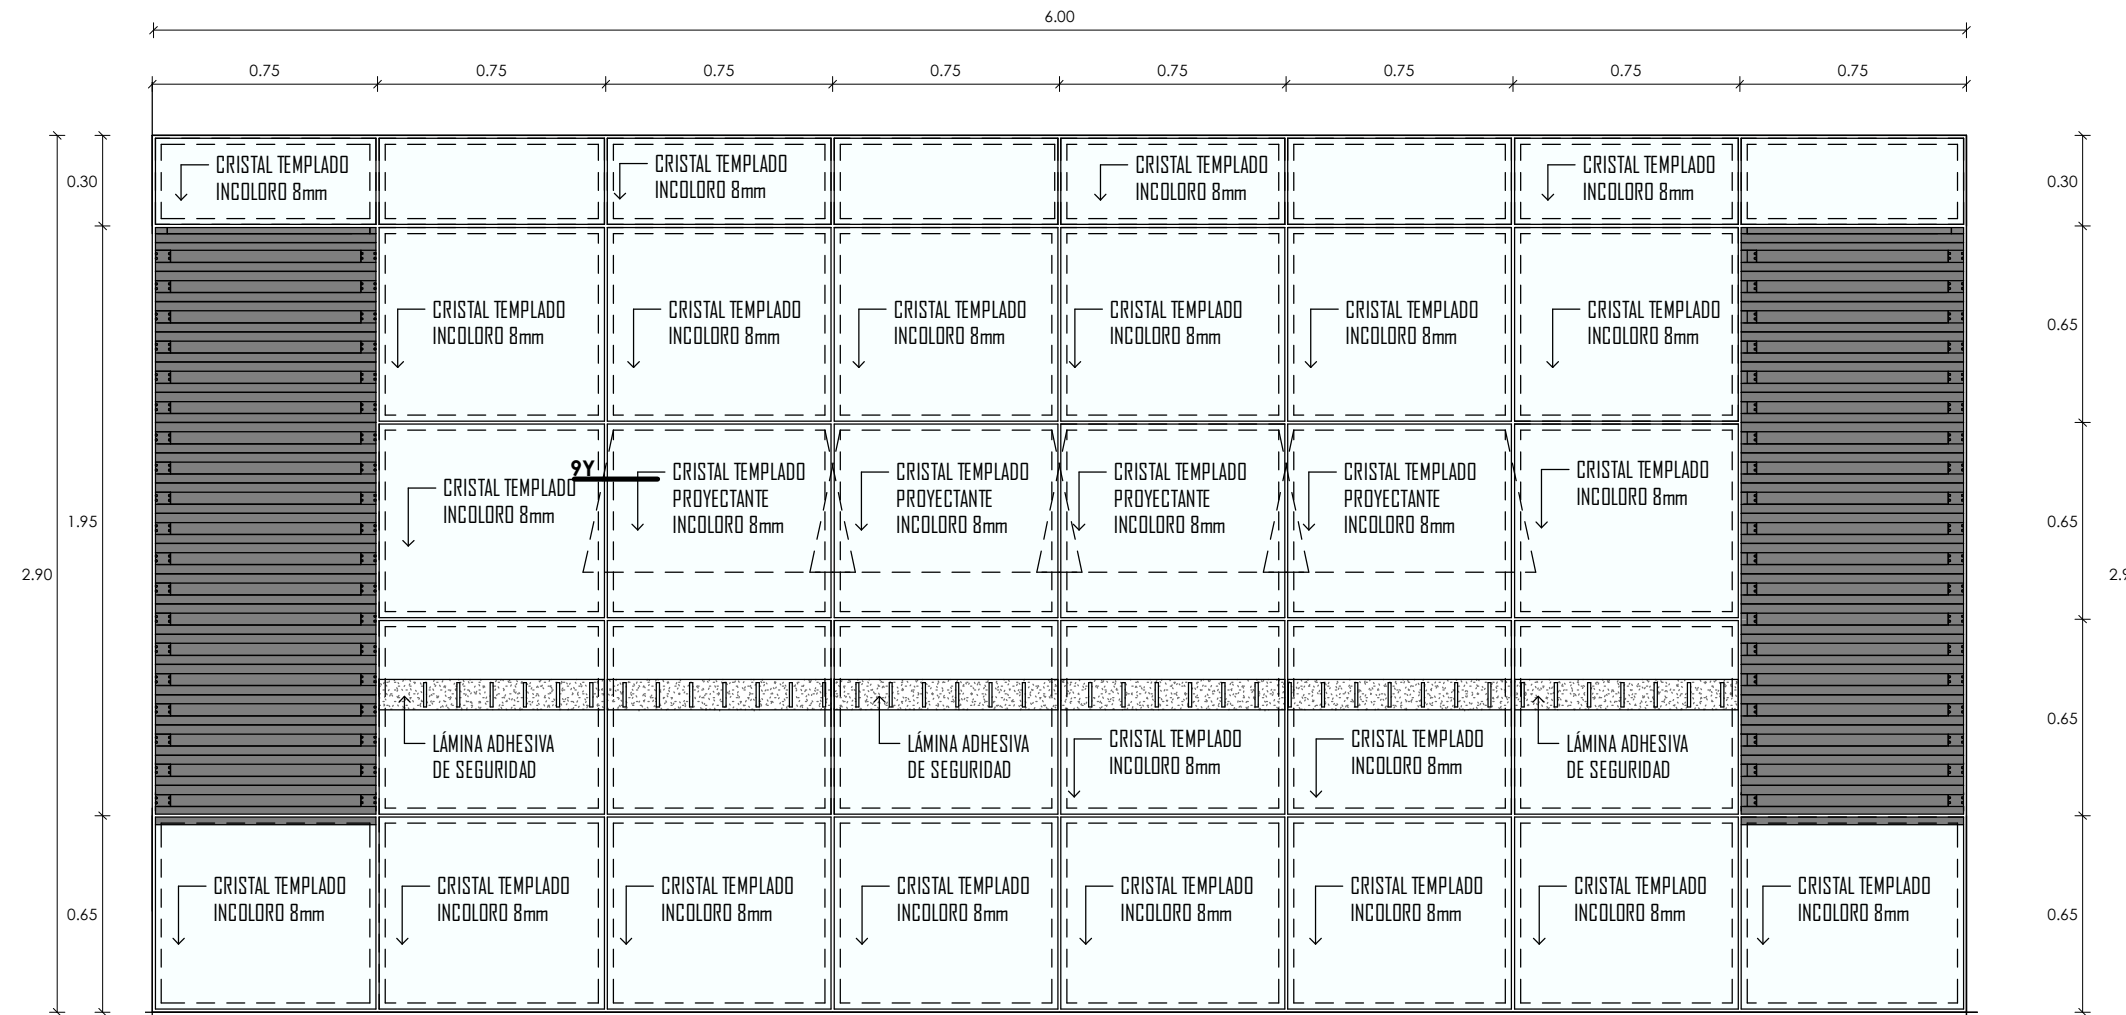 6.00
0.75
0.75
0.75
0.75
0.75
0.75
0.75
0.75
CRISTAL TEMPLADO
INCOLORO 8mm
CRISTAL TEMPLADO
INCOLORO 8mm
CRISTAL TEMPLADO
INCOLORO 8mm
CRISTAL TEMPLADO
INCOLORO 8mm
0.30
0.30
CRISTAL TEMPLADO
INCOLORO 8mm
CRISTAL TEMPLADO
INCOLORO 8mm
CRISTAL TEMPLADO
INCOLORO 8mm
CRISTAL TEMPLADO
INCOLORO 8mm
CRISTAL TEMPLADO
INCOLORO 8mm
CRISTAL TEMPLADO
INCOLORO 8mm
0.65
9Y
CRISTAL TEMPLADO
INCOLORO 8mm
CRISTAL TEMPLADO
PROYECTANTE
INCOLORO 8mm
CRISTAL TEMPLADO
PROYECTANTE
INCOLORO 8mm
CRISTAL TEMPLADO
PROYECTANTE
INCOLORO 8mm
CRISTAL TEMPLADO
PROYECTANTE
INCOLORO 8mm
CRISTAL TEMPLADO
INCOLORO 8mm
1.95
0.65
2.90
LÁMINA ADHESIVA
DE SEGURIDAD
LÁMINA ADHESIVA
DE SEGURIDAD
CRISTAL TEMPLADO
INCOLORO 8mm
CRISTAL TEMPLADO
INCOLORO 8mm
LÁMINA ADHESIVA
DE SEGURIDAD
0.65
0.65
CRISTAL TEMPLADO
INCOLORO 8mm
CRISTAL TEMPLADO
INCOLORO 8mm
CRISTAL TEMPLADO
INCOLORO 8mm
CRISTAL TEMPLADO
INCOLORO 8mm
CRISTAL TEMPLADO
INCOLORO 8mm
CRISTAL TEMPLADO
INCOLORO 8mm
CRISTAL TEMPLADO
INCOLORO 8mm
CRISTAL TEMPLADO
INCOLORO 8mm
0.65